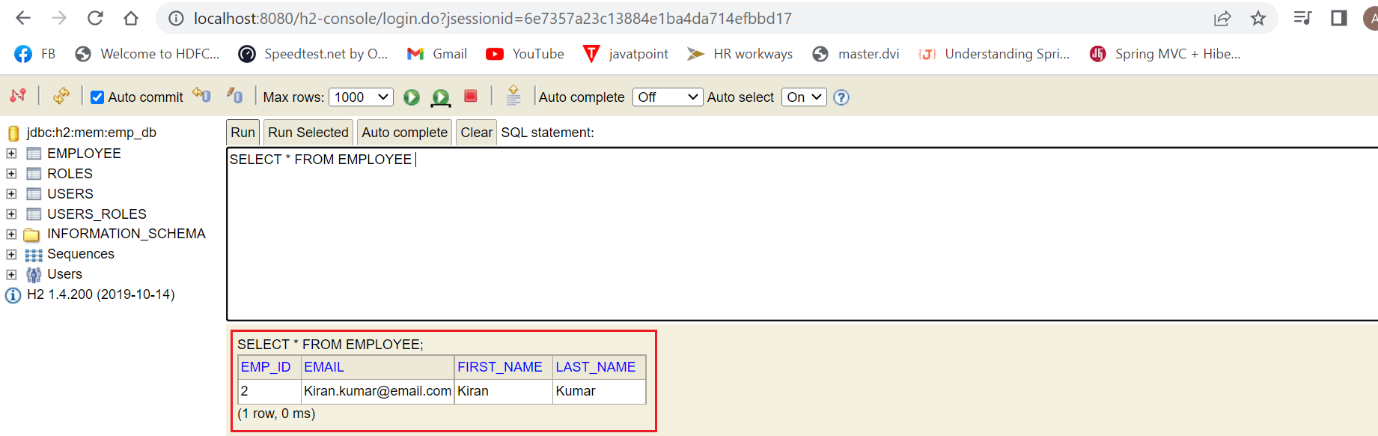 localhost:8080/h2-console/login.do?jsessionid=6e7357a23c13884e1ba4da714efbbd17
A
FB Welcome to HDFC... Speedtest.net by O... Gmail YouTube javatpoint HR workways master.dvi Understanding Spri... Spring MVC + Hibe...
Auto commit Max rows: 1000 Auto complete Off Auto select On
jdbc:h2:mem:emp_db
EMPLOYEE
ROLES
USERS
USERS_ROLES
INFORMATION_SCHEMA
Sequences
Users
H2 1.4.200 (2019-10-14)
Run Run Selected Auto complete Clear SQL statement:
SELECT * FROM EMPLOYEE
SELECT * FROM EMPLOYEE;
EMP_ID EMAIL FIRST_NAME LAST_NAME
2 Kiran.kumar@email.com Kiran Kumar
(1 row, 0 ms)